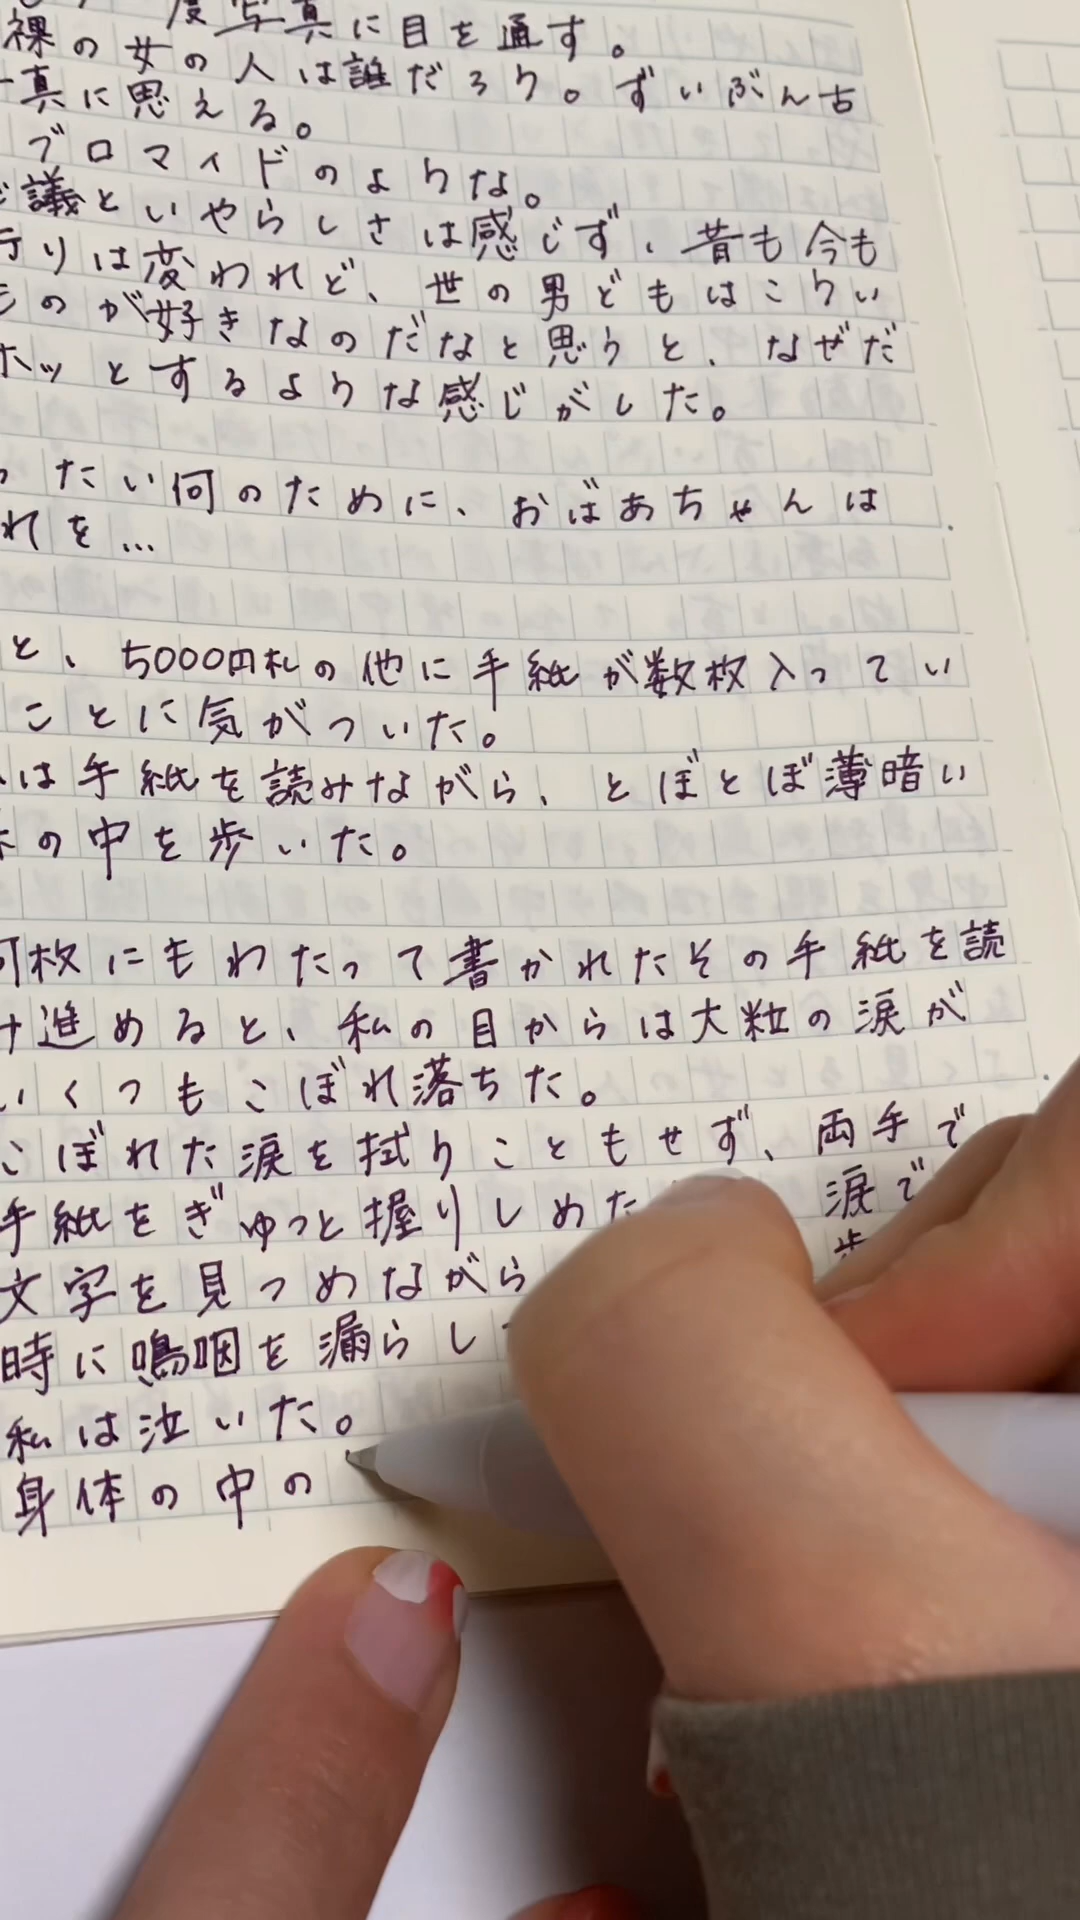 度写真に目を通す。
裸の女の人は誰だろう。ずいぶん古
真に思える。
ブロマイドのような。
議といやらしさは感じず、昔も今も
りは変われど、世の男どもはこうい
ものが好きなのだなと思うと、なぜだ
ホッとするような感じがした。
ったい何のために、おばあちゃんは
れを…
と、5000円札の他に手紙が数枚入ってい
ことに気がついた。
は手紙を読みながら、とぼとぼ薄暗い
の中を歩いた。
何枚にもわたって書かれたその手紙を読
み進めると、私の目からは大粒の涙が
いくつもこぼれ落ちた。
こぼれた涙を拭うこともせず、両手で
手紙をぎゅっと握りしめた 涙で
文字を見つめながら 歩
時に嗚咽を漏らし
私は泣いた。
身体の中の